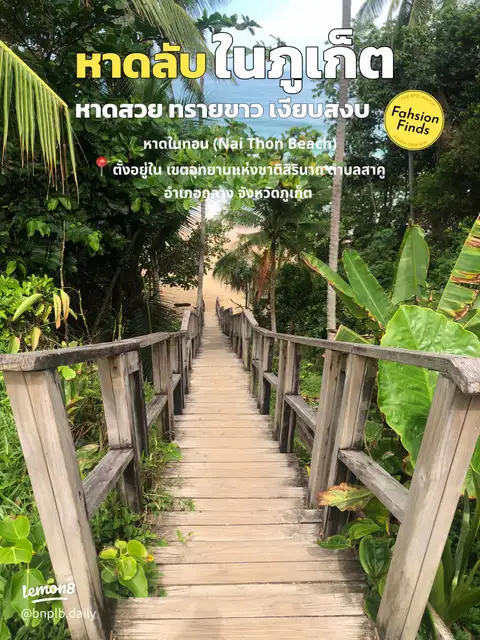 หาดลับในภูเก็ต
หาดสวย ทรายขาว เงียบสงบ
Fahsion
Finds
หาดในทอน (Nai Thon Beach)
📍 ตั้งอยู่ใน เขตอุทยานแห่งชาติสิรินาถ ตำบลสาคู
อำเภอถลาง จังหวัดภูเก็ต
lemon8
@bnplb.daily